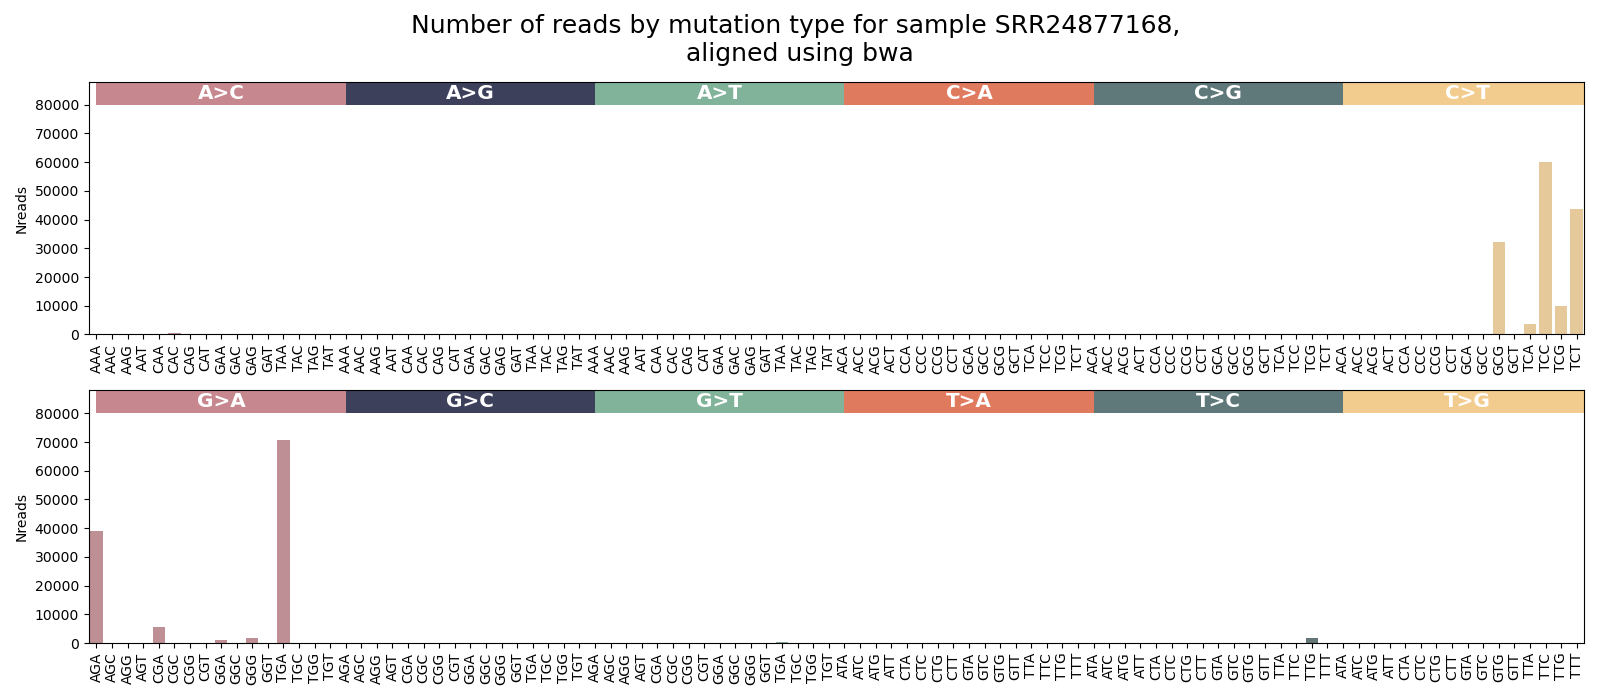 Number of reads by mutation type for sample SRR24877168,
aligned using bwa
A>C A>G A>T C>A C>G C>T
80000
70000
60000
50000
40000
30000
20000
10000
0
Nreads
AAA AAC AAG AAT CAA CAC CAG CAT GAA GAC GAG GAT TAA TAC TAG TAT AAA AAC AAG AAT CAA CAC CAG CAT GAA GAC GAG GAT TAA TAC TAG TAT AAA AAC AAG AAT CAA CAC CAG CAT GAA GAC GAG GAT TAA TAC TAG TAT ACA ACC ACG ACT CCA CCC CCG CCT GCA GCC GCG GCT TCA TCC TCG TCT ACA ACC ACG ACT CCA CCC CCG CCT GCA GCC GCG GCT TCA TCC TCG TCT ACA ACC ACG ACT CCA CCC CCG CCT GCA GCC GCG GCT TCA TCC TCG TCT
G>A G>C G>T T>A T>C T>G
80000
70000
60000
50000
40000
30000
20000
10000
0
Nreads
AGA AGC AGG AGT CGA CGC CGG CGT GGA GGC GGG GGT TGA TGC TGG TGT AGA AGC AGG AGT CGA CGC CGG CGT GGA GGC GGG GGT TGA TGC TGG TGT AGA AGC AGG AGT CGA CGC CGG CGT GGA GGC GGG GGT TGA TGC TGG TGT ATA ATC ATG ATT CTA CTC CTG CTT GTA GTC GTG GTT TTA TTC TTG TTT ATA ATC ATG ATT CTA CTC CTG CTT GTA GTC GTG GTT TTA TTC TTG TTT ATA ATC ATG ATT CTA CTC CTG CTT GTA GTC GTG GTT TTA TTC TTG TTT